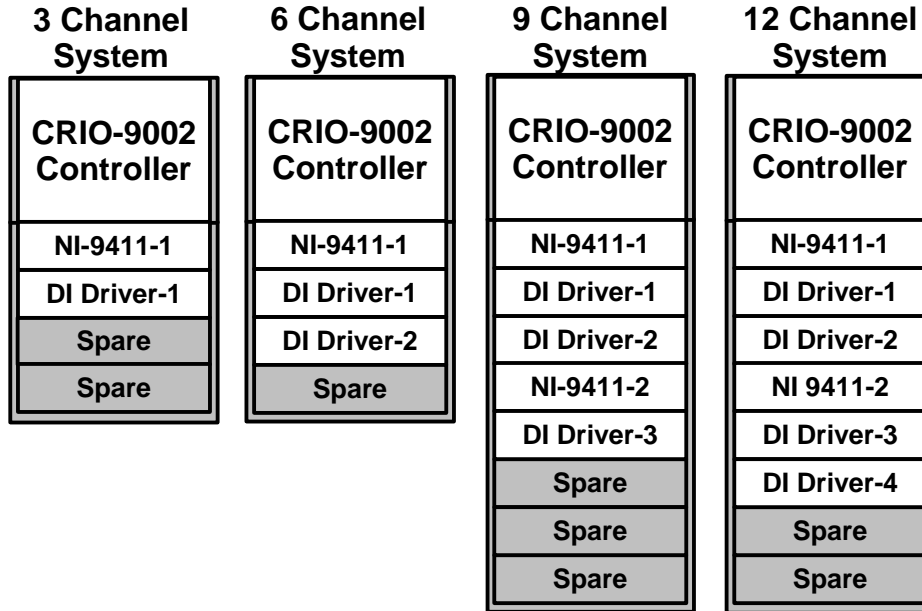 3 Channel
System
CRIO-9002
Controller
NI-9411-1
DI Driver-1
Spare
Spare
6 Channel
System
CRIO-9002
Controller
NI-9411-1
DI Driver-1
DI Driver-2
Spare
9 Channel
System
CRIO-9002
Controller
NI-9411-1
DI Driver-1
DI Driver-2
NI-9411-2
DI Driver-3
Spare
Spare
Spare
12 Channel
System
CRIO-9002
Controller
NI-9411-1
DI Driver-1
DI Driver-2
NI 9411-2
DI Driver-3
DI Driver-4
Spare
Spare